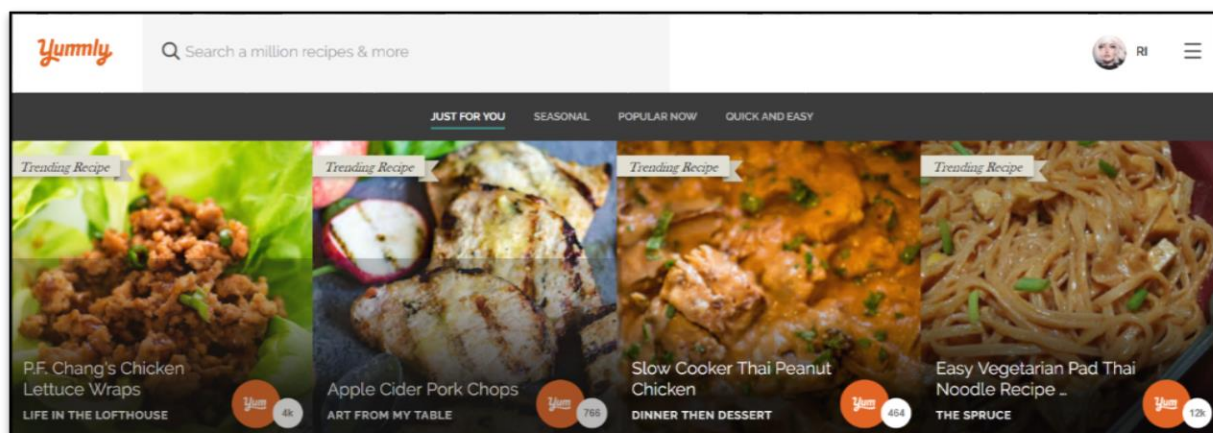 Yummly
Search a million recipes & more
RI
JUST FOR YOU SEASONAL POPULAR NOW QUICK AND EASY
Trending Recipe
P.F. Chang's Chicken
Lettuce Wraps
LIFE IN THE LOFTHOUSE
Yum
4k
Trending Recipe
Apple Cider Pork Chops
ART FROM MY TABLE
Yum
766
Trending Recipe
Slow Cooker Thai Peanut
Chicken
DINNER THEN DESSERT
Yum
464
Trending Recipe
Easy Vegetarian Pad Thai
Noodle Recipe ...
THE SPRUCE
Yum
12k